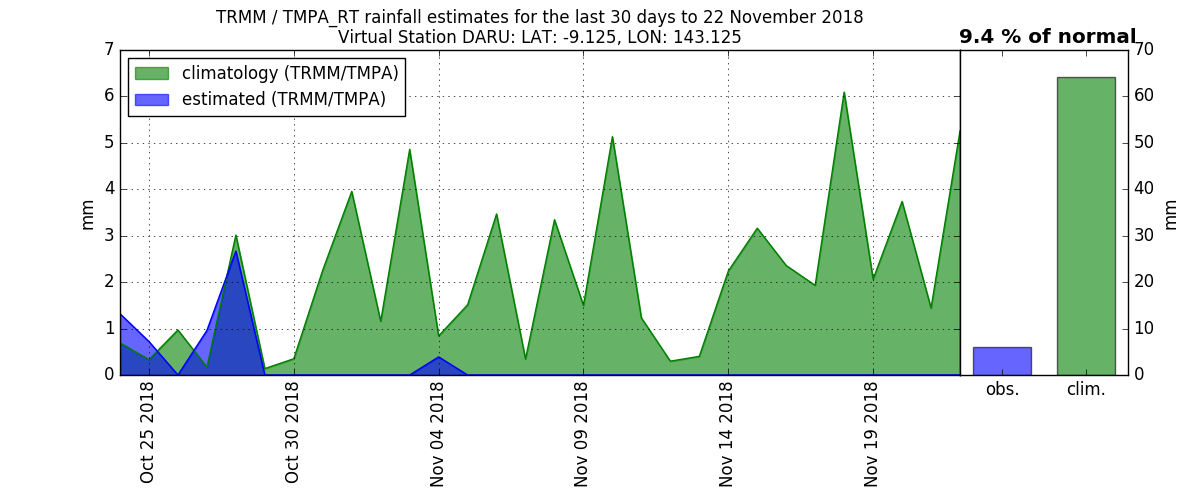 TRMM / TMPA_RT rainfall estimates for the last 30 days to 22 November 2018
Virtual Station DARU: LAT: -9.125, LON: 143.125
9.4 % of normal
climatology (TRMM/TMPA)
estimated (TRMM/TMPA)
7
6
5
4
3
2
1
0
mm
Oct 25 2018
Oct 30 2018
Nov 04 2018
Nov 09 2018
Nov 14 2018
Nov 19 2018
obs.
clim.
70
60
50
40
30
20
10
0
mm